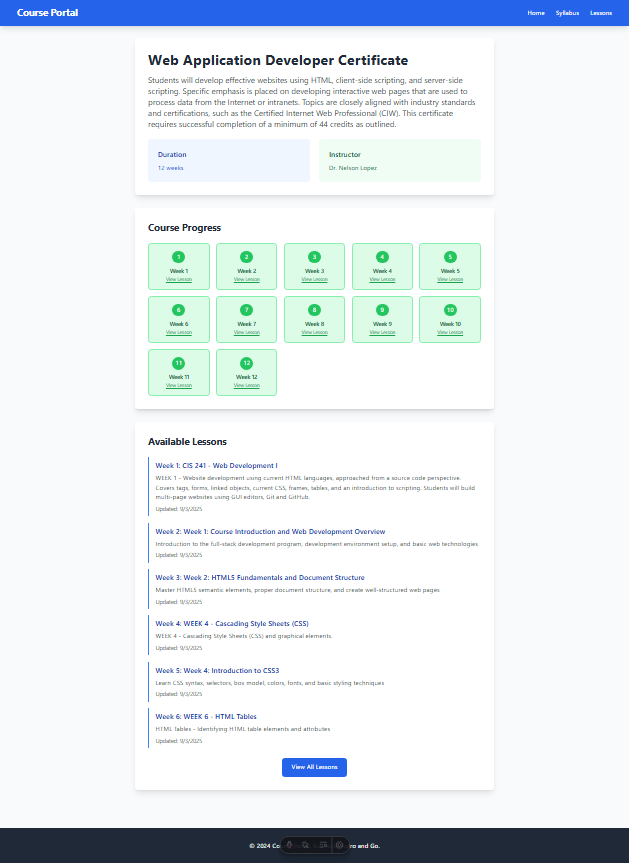 Course Portal
Home
Syllabus
Lessons
Web Application Developer Certificate
Students will develop effective websites using HTML, client-side scripting, and server-side
scripting. Specific emphasis is placed on developing interactive web pages that are used to
process data from the Internet or intranets. Topics are closely aligned with industry standards
and certifications, such as the Certified Internet Web Professional (CIW). This certificate
requires successful completion of a minimum of 44 credits as outlined.
Duration
12 weeks
Instructor
Dr. Nelson Lopez
Course Progress
1
Week 1
View Lesson
2
Week 2
View Lesson
3
Week 3
View Lesson
4
Week 4
View Lesson
5
Week 5
View Lesson
6
Week 6
View Lesson
7
Week 7
View Lesson
8
Week 8
View Lesson
9
Week 9
View Lesson
10
Week 10
View Lesson
11
Week 11
View Lesson
12
Week 12
View Lesson
Available Lessons
Week 1: CIS 241 - Web Development I
WEEK 1 - Website development using current HTML languages, approached from a source code perspective.
Covers tags, forms, linked objects, current CSS, frames, tables, and an introduction to scripting. Students will build
multi-page websites using GUI editors, Git and GitHub.
Updated: 9/3/2025
Week 2: Week 1: Course Introduction and Web Development Overview
Introduction to the full-stack development program, development environment setup, and basic web technologies
Updated: 9/3/2025
Week 3: Week 2: HTML5 Fundamentals and Document Structure
Master HTML5 semantic elements, proper document structure, and create well-structured web pages
Updated: 9/3/2025
Week 4: WEEK 4 - Cascading Style Sheets (CSS)
WEEK 4 - Cascading Style Sheets (CSS) and graphical elements.
Updated: 9/3/2025
Week 5: Week 4: Introduction to CSS3
Learn CSS syntax, selectors, box model, colors, fonts, and basic styling techniques
Updated: 9/3/2025
Week 6: WEEK 6 - HTML Tables
HTML Tables - Identifying HTML table elements and attributes
Updated: 9/3/2025
View All Lessons
© 2024 and Go.